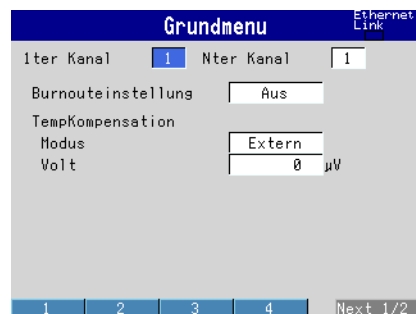 Grundmenu
Ethernet
Link
1ter Kanal 1 Nter Kanal 1
Burnouteinstellung Aus
TempKompensation
Modus Extern
Volt 0 µV
1 2 3 4 Next 1/2